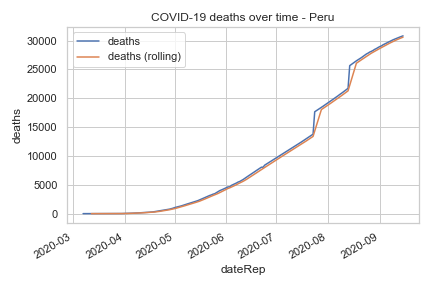 COVID-19 deaths over time - Peru
deaths
deaths (rolling)
30000
25000
20000
15000
10000
5000
0
deaths
2020-03
2020-04
2020-05
2020-06
2020-07
2020-08
2020-09
dateRep